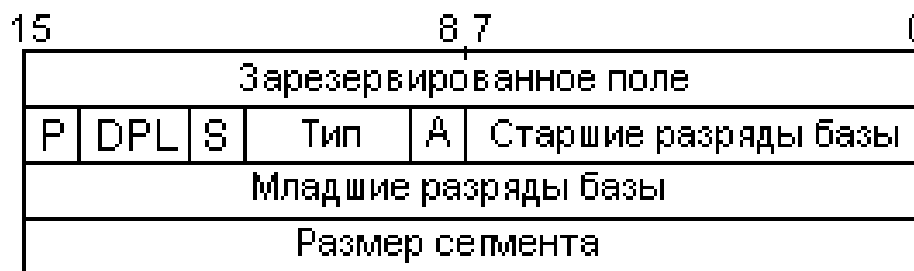 15 8 7 0
Зарезервированное поле
P DPL S Тип A Старшие разряды базы
Младшие разряды базы
Размер сегмента